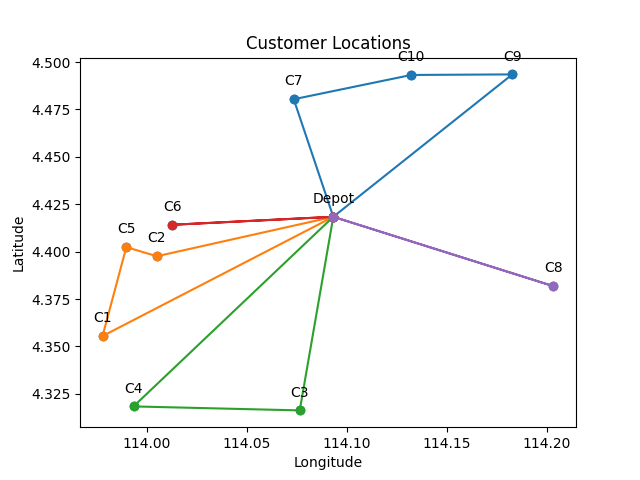 Customer Locations
C10
C9
C7
Depot
C6
C5
C2
C8
C1
C4
C3
4.500
4.475
4.450
4.425
4.400
4.375
4.350
4.325
Latitude
114.00 114.05 114.10 114.15 114.20
Longitude